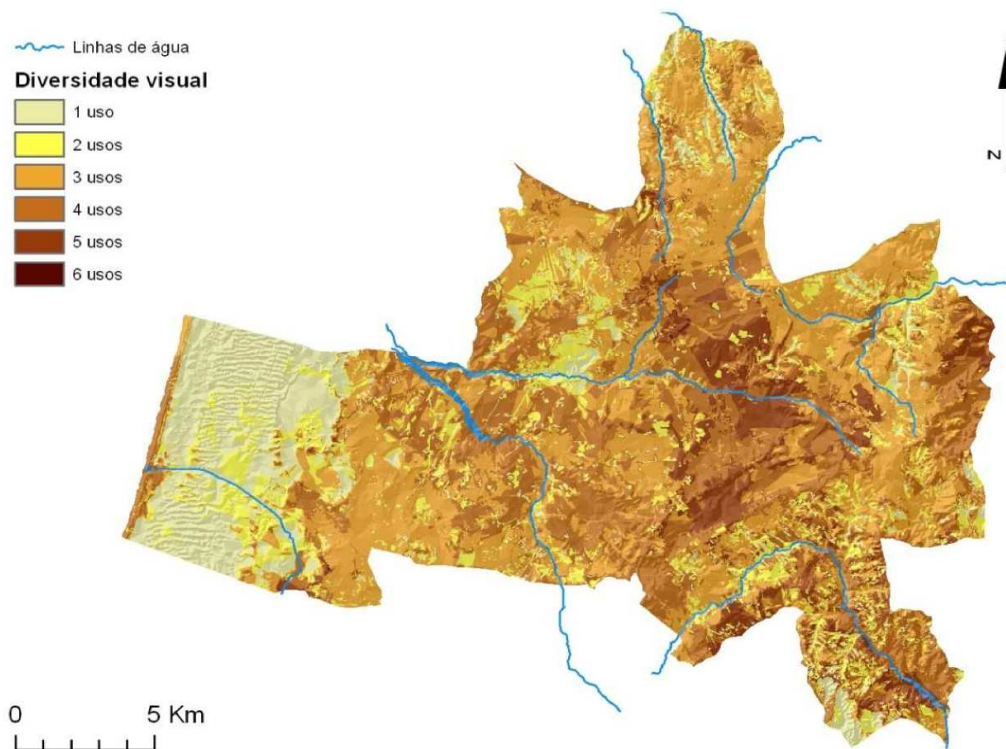 Linhas de água
Diversidade visual
1 uso
2 usos
3 usos
4 usos
5 usos
6 usos
N
0 5 Km